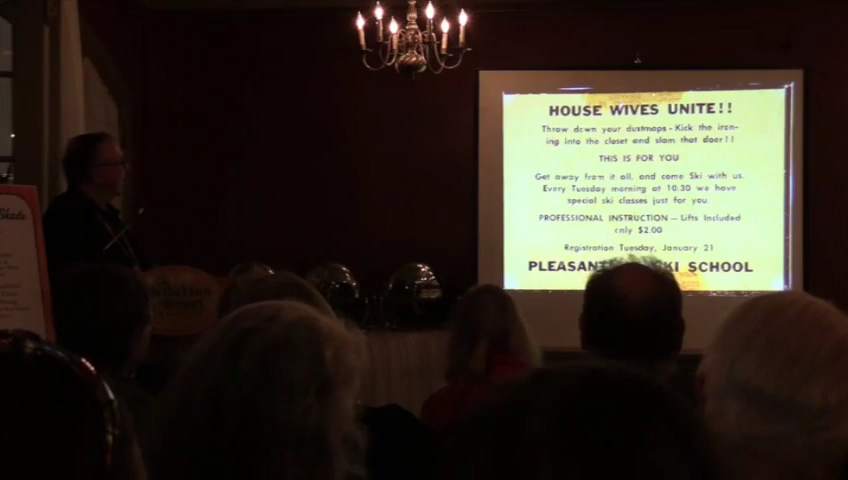 HOUSE WIVES UNITE!!
Throw down your dustmops - Kick the iron-
ing into the closet and slam that door!!
THIS IS FOR YOU
Get away from it all, and come Ski with us.
Every Tuesday morning at 10:30 we have
special ski classes just for you.
PROFESSIONAL INSTRUCTION — Lifts Included
only $2.00
Registration Tuesday, January 21
PLEASANT SKI SCHOOL